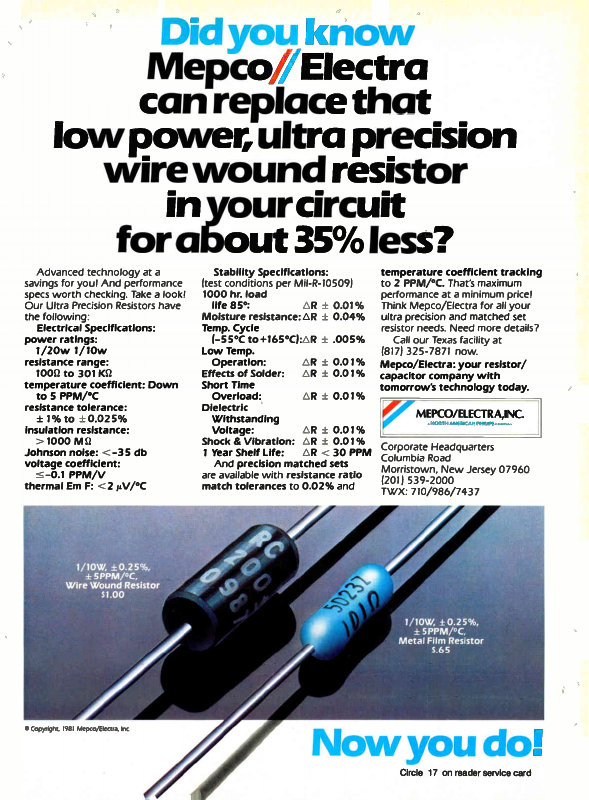 Did you know
Mepco//Electra
can replace that
low power, ultra precision
wire wound resistor
in your circuit
for about 35% less?
Advanced technology at a
savings for you! And performance
specs worth checking. Take a look!
Our Ultra Precision Resistors have
the following:
Electrical Specifications:
power ratings:
1/20w 1/10w
resistance range:
100Ω to 301KΩ
temperature coefficient: Down
to 5 PPM/°C
resistance tolerance:
± 1% to ± 0.025%
insulation resistance:
> 1000 MΩ
Johnson noise: < -35 db
voltage coefficient:
≤ -0.1 PPM/V
thermal Em F: < 2 µV/°C
Stability Specifications:
(test conditions per Mil-R-10509)
1000 hr. load
life 85°: △R ± 0.01%
Moisture resistance: △R ± 0.04%
Temp. Cycle
(-55°C to +165°C): △R ± .005%
Low Temp.
Operation: △R ± 0.01%
Effects of Solder: △R ± 0.01%
Short Time
Overload: △R ± 0.01%
Dielectric
Withstanding
Voltage: △R ± 0.01%
Shock & Vibration: △R ± 0.01%
1 Year Shelf Life: △R < 30 PPM
And precision matched sets
are available with resistance ratio
match tolerances to 0.02% and
temperature coefficient tracking
to 2 PPM/°C. That's maximum
performance at a minimum price!
Think Mepco/Electra for all your
ultra precision and matched set
resistor needs. Need more details?
Call our Texas facility at
(817) 325-7871 now.
Mepco/Electra: your resistor/
capacitor company with
tomorrow's technology today.
MEPCO/ELECTRA, INC.
A NORTH AMERICAN PHILIPS COMPANY
Corporate Headquarters
Columbia Road
Morristown, New Jersey 07960
(201) 539-2000
TWX: 710/986/7437
1/10W, ±0.25%,
±5PPM/°C,
Wire Wound Resistor
$1.00
RC
200
098
5023Z
1010
1/10W, ±0.25%,
±5PPM/°C,
Metal Film Resistor
$.65
© Copyright, 1981 Mepco/Electra, Inc.
Now you do!
Circle 17 on reader service card